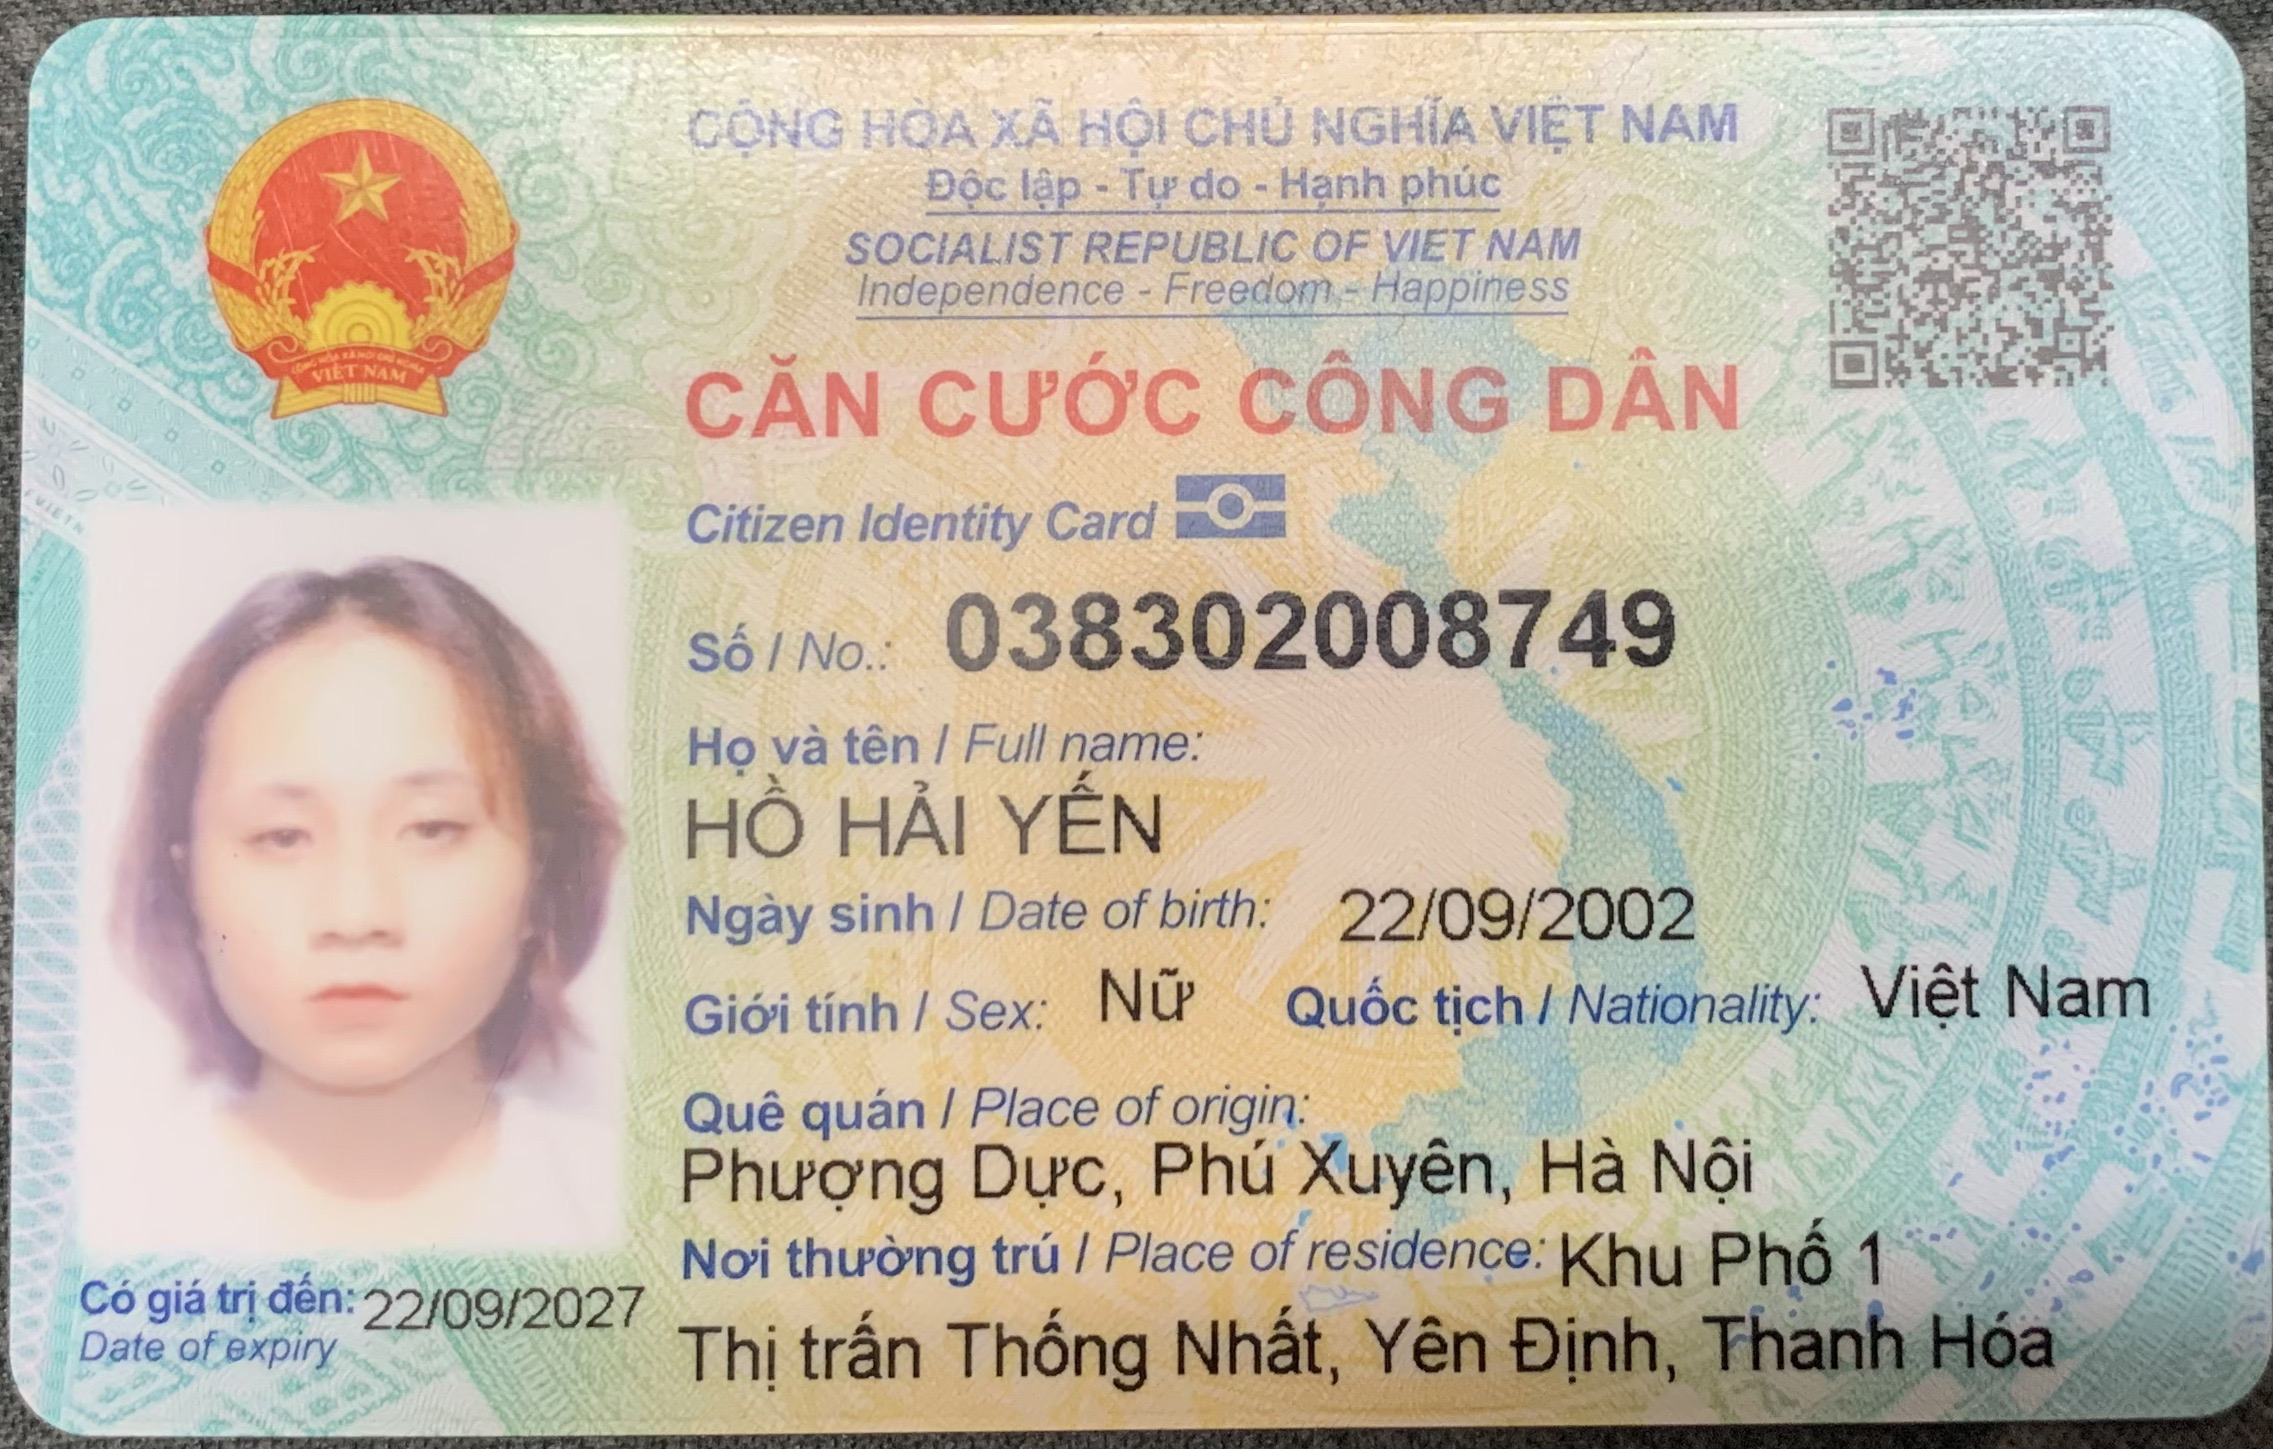 CỘNG HÒA XÃ HỘI CHỦ NGHĨA VIỆT NAM
Độc lập - Tự do - Hạnh phúc
SOCIALIST REPUBLIC OF VIET NAM
Independence - Freedom - Happiness
CĂN CƯỚC CÔNG DÂN
Citizen Identity Card
Số / No.: 038302008749
Họ và tên / Full name:
HỒ HẢI YẾN
Ngày sinh / Date of birth: 22/09/2002
Giới tính / Sex: Nữ Quốc tịch / Nationality: Việt Nam
Quê quán / Place of origin:
Phượng Dực, Phú Xuyên, Hà Nội
Nơi thường trú / Place of residence: Khu Phố 1
Thị trấn Thống Nhất, Yên Định, Thanh Hóa
Có giá trị đến: 22/09/2027
Date of expiry
VIỆT NAM